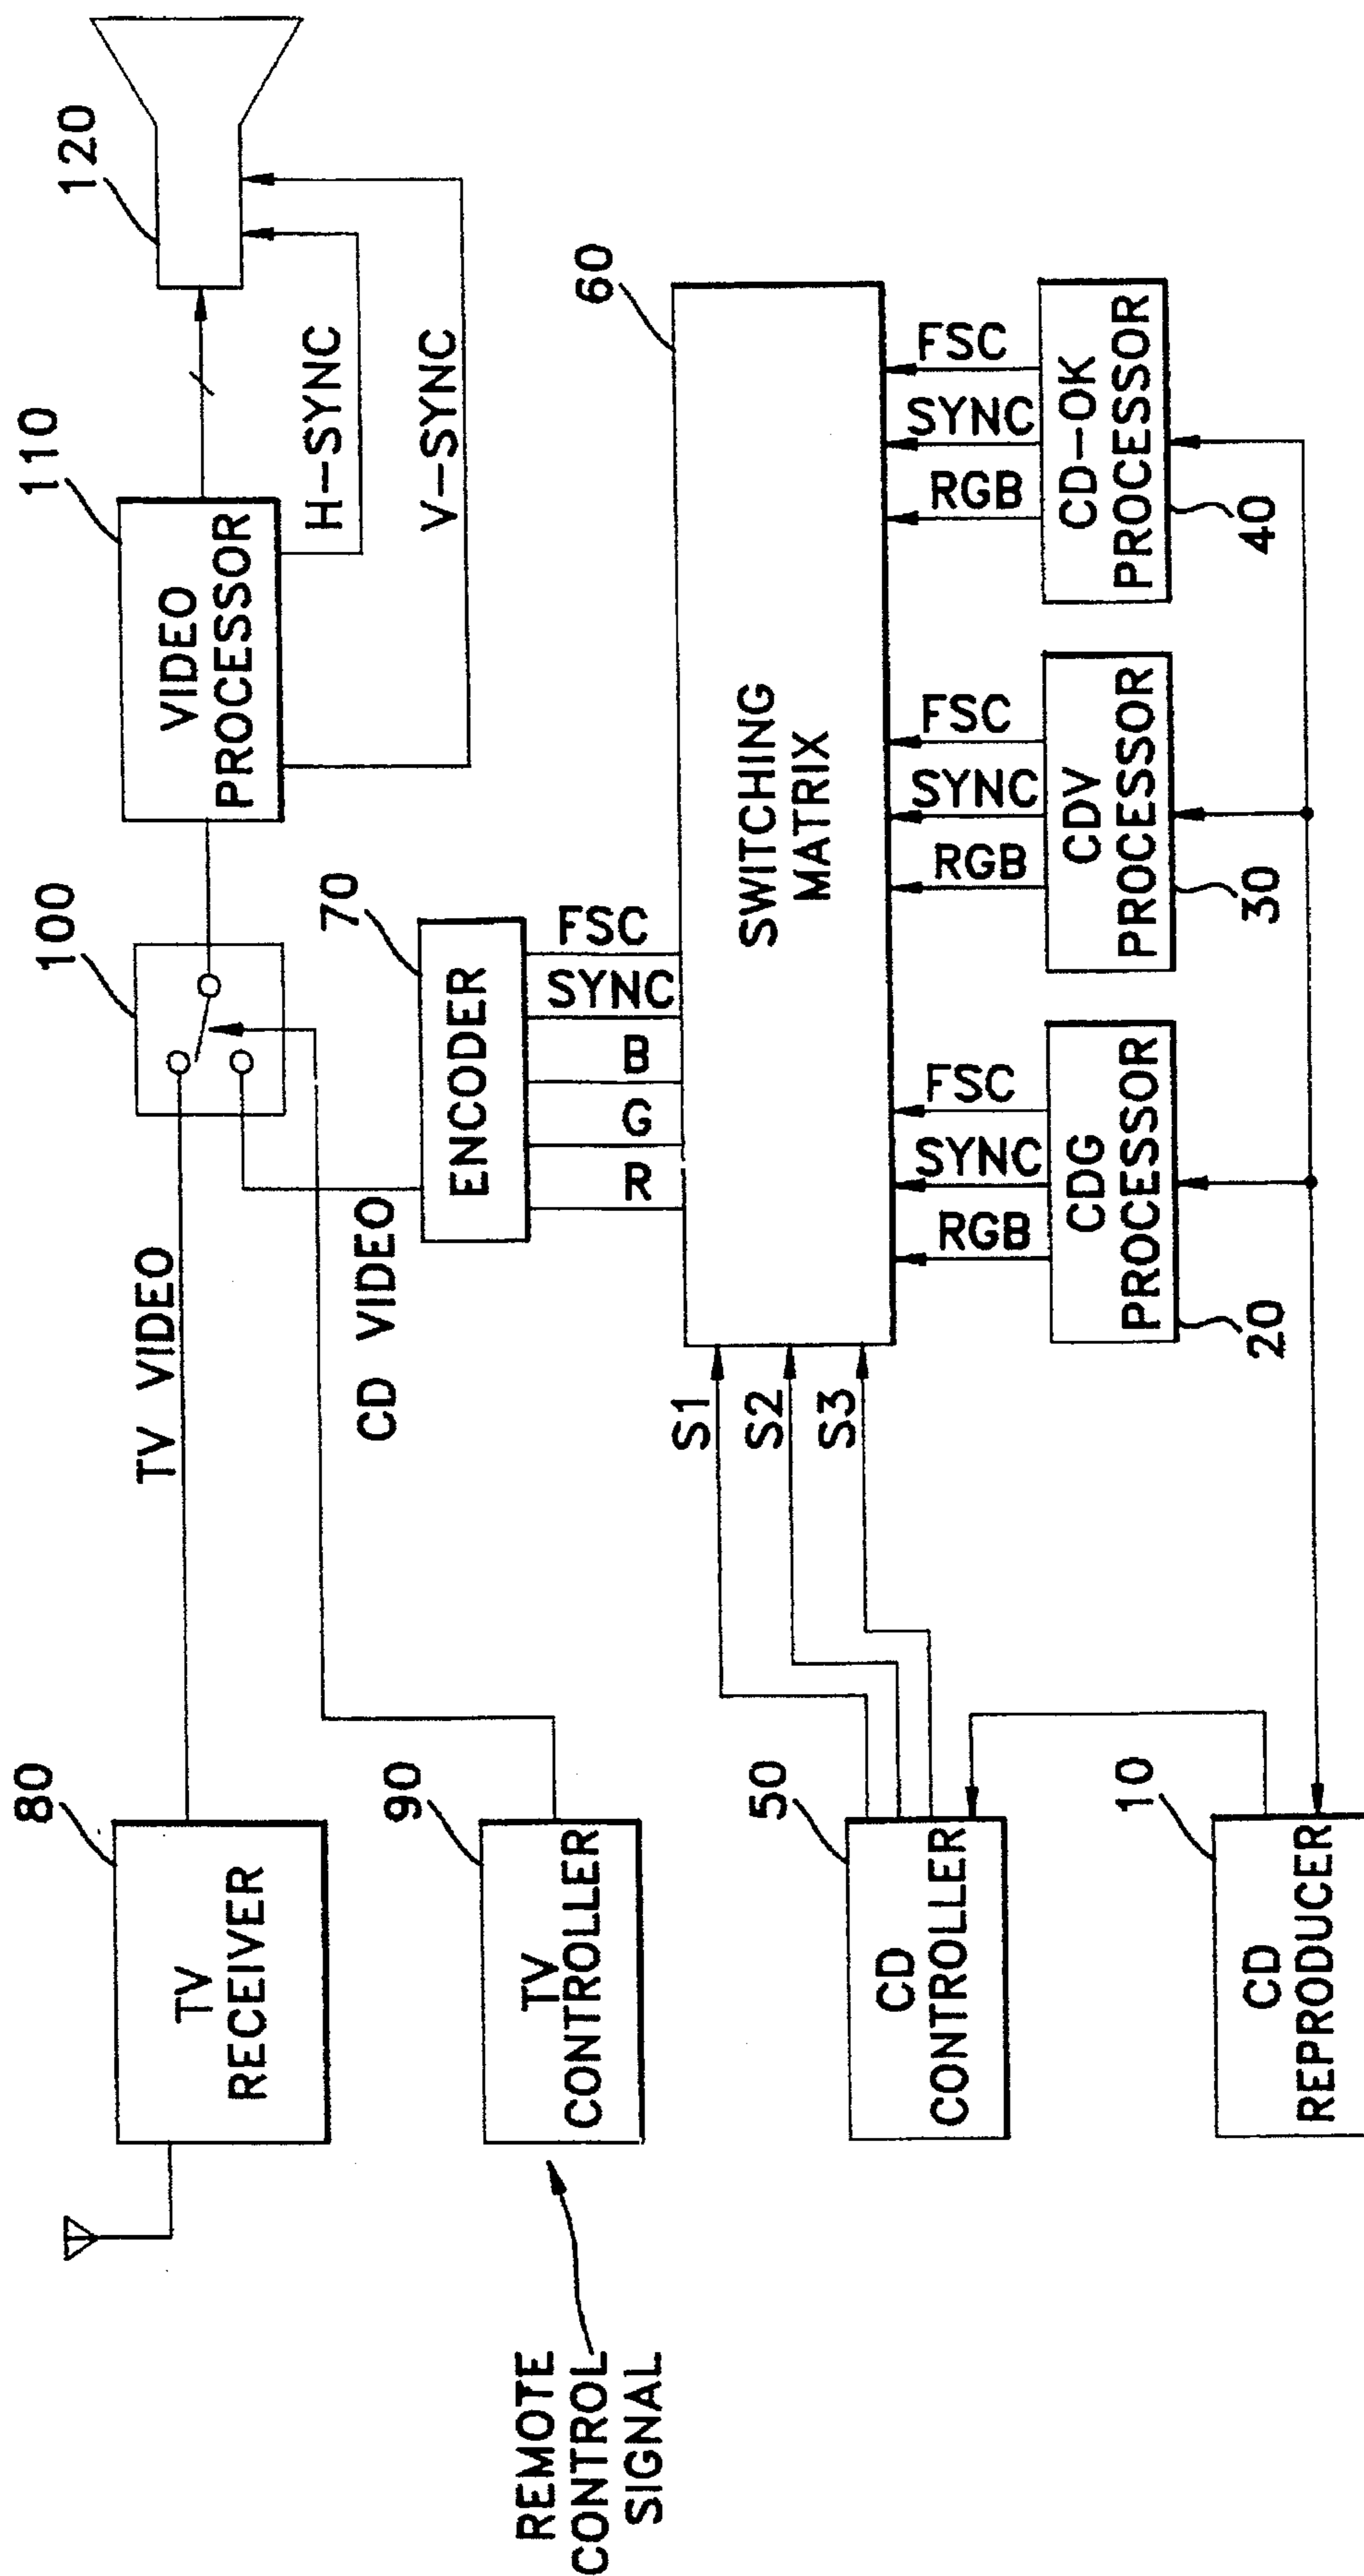 80
TV
RECEIVER
TV VIDEO
100
110
VIDEO
PROCESSOR
120
H-SYNC
V-SYNC
REMOTE
CONTROL
SIGNAL
90
TV
CONTROLLER
CD VIDEO
70
ENCODER
R
G
B
SYNC
FSC
60
SWITCHING
MATRIX
S1
S2
S3
50
CD
CONTROLLER
RGB
SYNC
FSC
RGB
SYNC
FSC
RGB
SYNC
FSC
CDG
PROCESSOR
20
CDV
PROCESSOR
30
CD-OK
PROCESSOR
40
10
CD
REPRODUCER